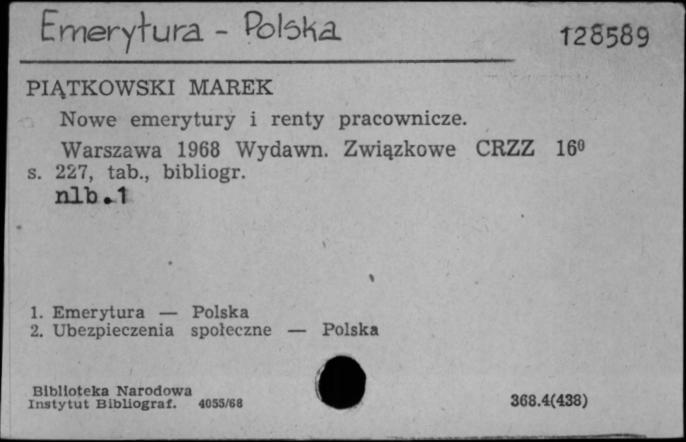 Emerytura - Polska
128589
PIĄTKOWSKI MAREK
Nowe emerytury i renty pracownicze.
Warszawa 1968 Wydawn. Związkowe CRZZ 16⁰
s. 227, tab., bibliogr.
nlb.1
1. Emerytura — Polska
2. Ubezpieczenia społeczne — Polska
Biblioteka Narodowa
Instytut Bibliograf. 4055/68
368.4(438)